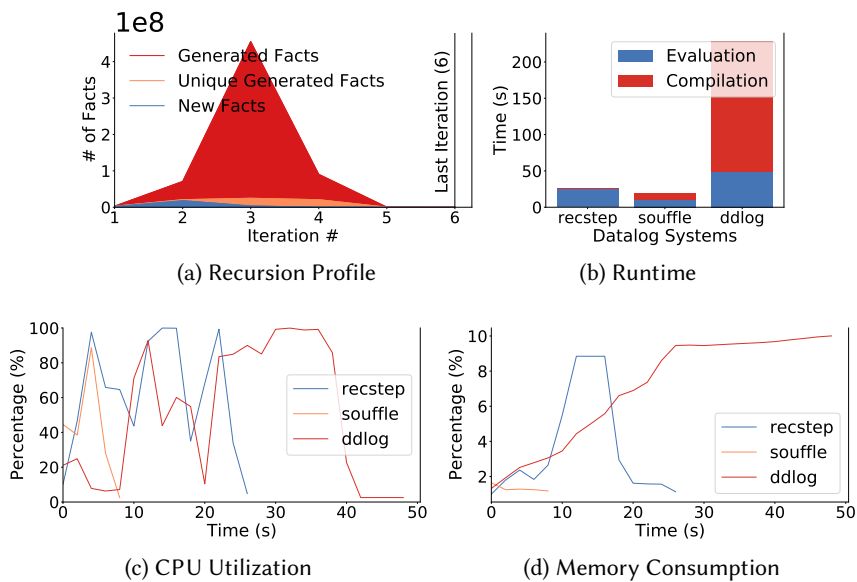 1e8
Generated Facts
Unique Generated Facts
New Facts
# of Facts
0
1
2
3
4
1 2 3 4 5 6
Iteration #
Last Iteration (6)
(a) Recursion Profile
Evaluation
Compilation
Time (s)
200
150
100
50
0
recstep souffle ddlog
Datalog Systems
(b) Runtime
Percentage (%)
100
80
60
40
20
0
recstep
souffle
ddlog
0 10 20 30 40 50
Time (s)
(c) CPU Utilization
Percentage (%)
10
8
6
4
2
recstep
souffle
ddlog
0 10 20 30 40 50
Time (s)
(d) Memory Consumption